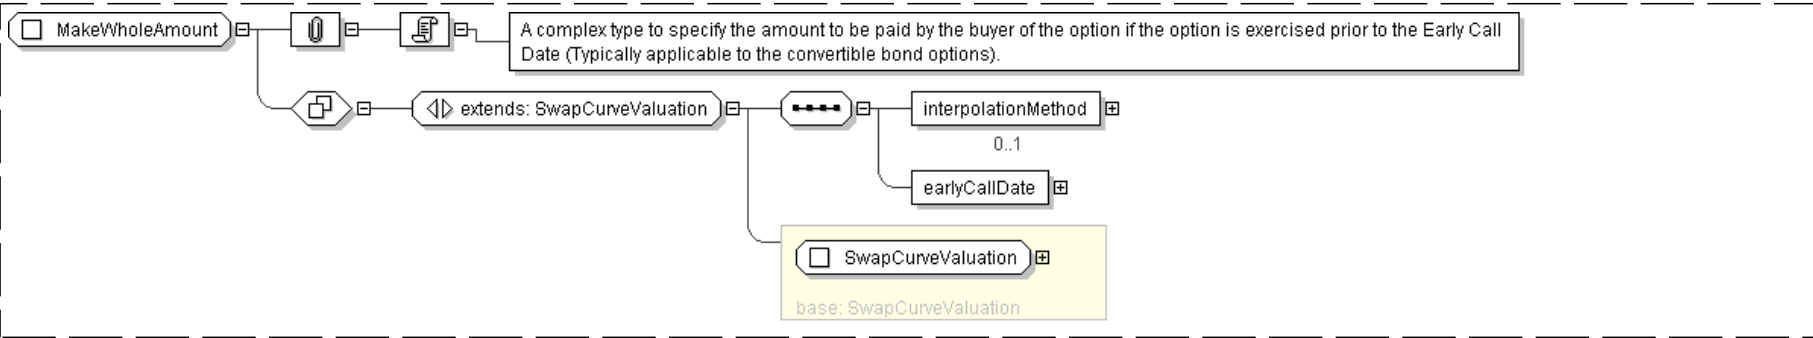 MakeWholeAmount
A complex type to specify the amount to be paid by the buyer of the option if the option is exercised prior to the Early Call
Date (Typically applicable to the convertible bond options).
extends: SwapCurveValuation
interpolationMethod
0..1
earlyCallDate
SwapCurveValuation
base: SwapCurveValuation